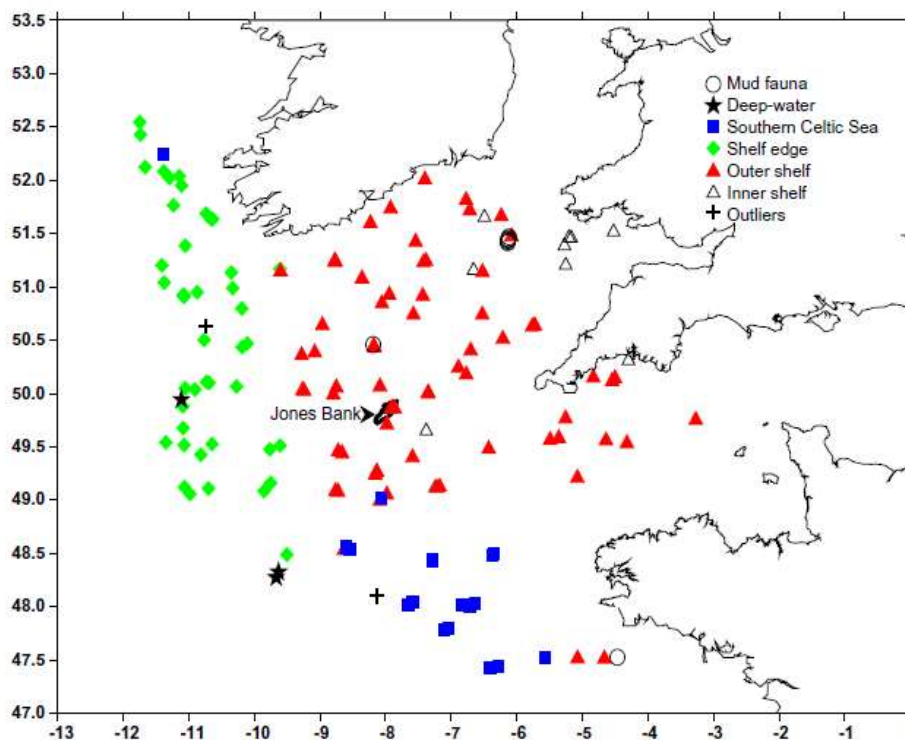 53.5
53.0
52.5
52.0
51.5
51.0
50.5
50.0
49.5
49.0
48.5
48.0
47.5
47.0
Mud fauna
Deep-water
Southern Celtic Sea
Shelf edge
Outer shelf
Inner shelf
Outliers
Jones Bank
-13 -12 -11 -10 -9 -8 -7 -6 -5 -4 -3 -2 -1 0